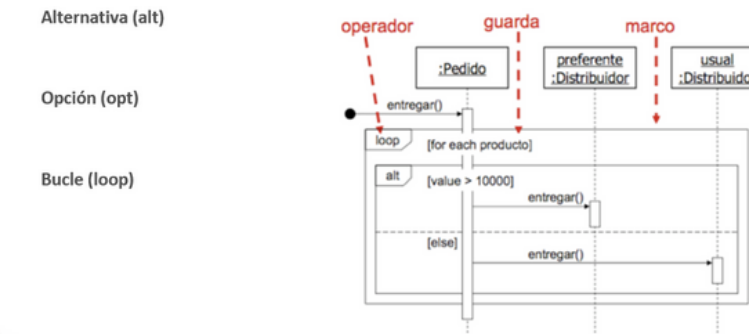 Alternativa (alt)
Opción (opt)
Bucle (loop)
operador
guarda
marco
:Pedido
preferente
:Distribuidor
usual
:Distribuido
entregar()
loop
[for each producto]
alt
[value > 10000]
entregar()
[else]
entregar()